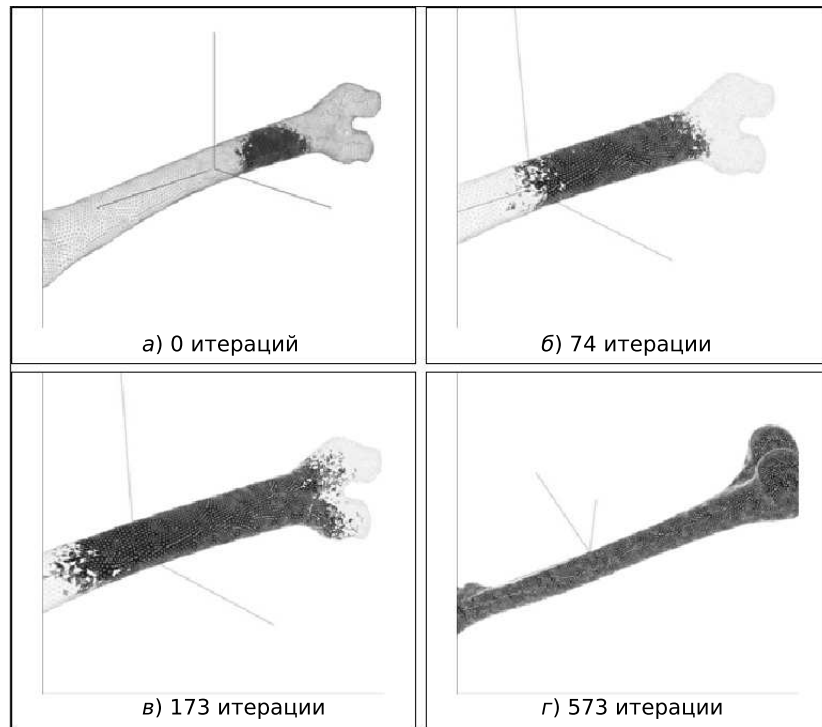 а) 0 итераций
б) 74 итерации
в) 173 итерации
г) 573 итерации